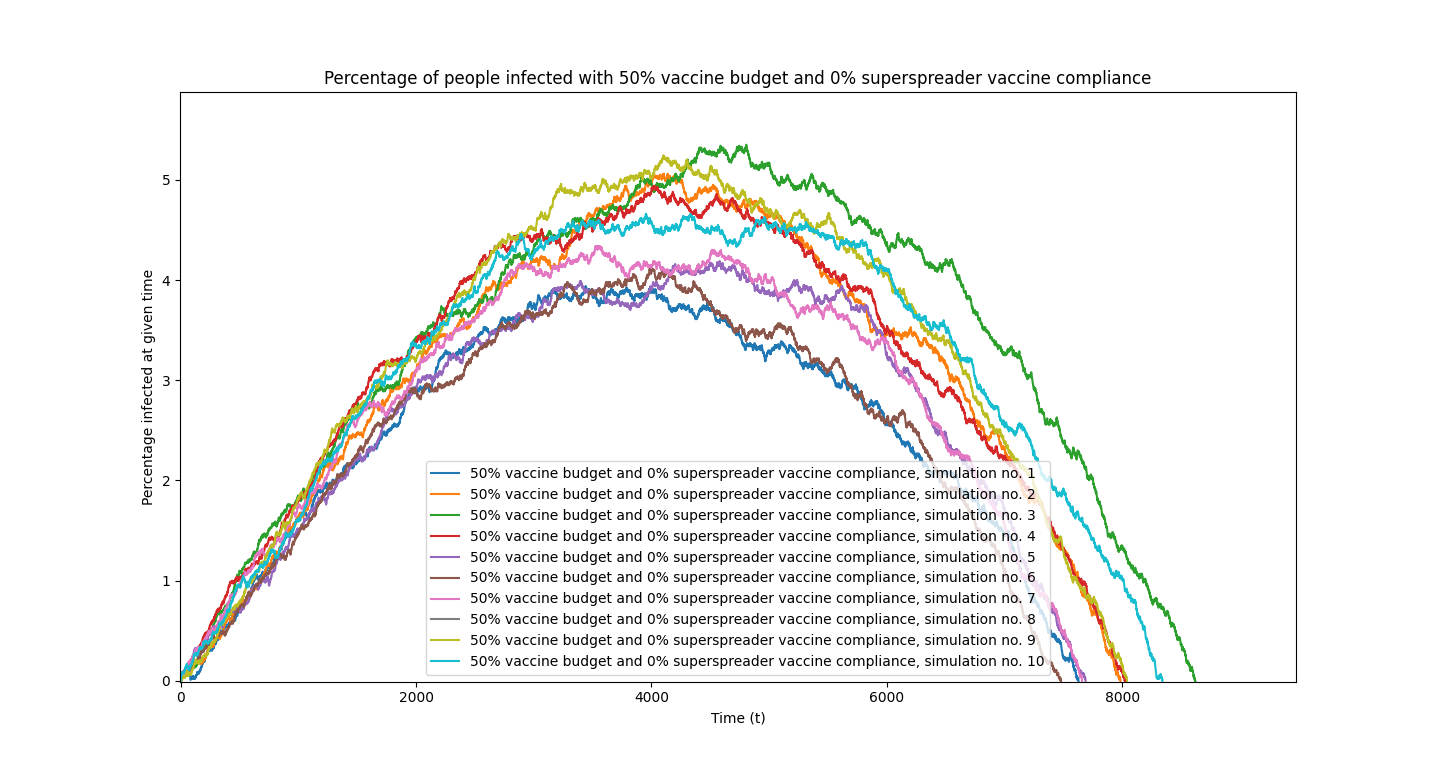 Percentage of people infected with 50% vaccine budget and 0% superspreader vaccine compliance
Percentage infected at given time
5
4
3
2
1
0
50% vaccine budget and 0% superspreader vaccine compliance, simulation no. 1
50% vaccine budget and 0% superspreader vaccine compliance, simulation no. 2
50% vaccine budget and 0% superspreader vaccine compliance, simulation no. 3
50% vaccine budget and 0% superspreader vaccine compliance, simulation no. 4
50% vaccine budget and 0% superspreader vaccine compliance, simulation no. 5
50% vaccine budget and 0% superspreader vaccine compliance, simulation no. 6
50% vaccine budget and 0% superspreader vaccine compliance, simulation no. 7
50% vaccine budget and 0% superspreader vaccine compliance, simulation no. 8
50% vaccine budget and 0% superspreader vaccine compliance, simulation no. 9
50% vaccine budget and 0% superspreader vaccine compliance, simulation no. 10
0 2000 4000 6000 8000
Time (t)